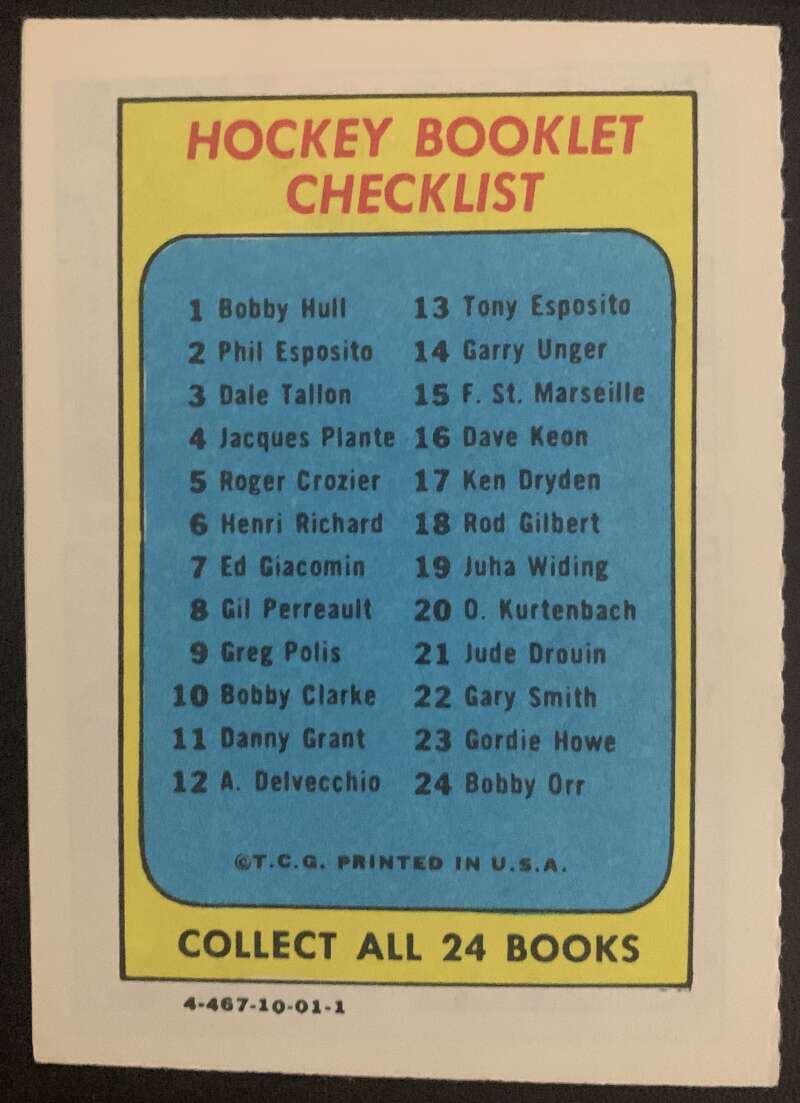 HOCKEY BOOKLET
CHECKLIST
1 Bobby Hull
2 Phil Esposito
3 Dale Tallon
4 Jacques Plante
5 Roger Crozier
6 Henri Richard
7 Ed Giacomin
8 Gil Perreault
9 Greg Polis
10 Bobby Clarke
11 Danny Grant
12 A. Delvecchio
13 Tony Esposito
14 Garry Unger
15 F. St. Marseille
16 Dave Keon
17 Ken Dryden
18 Rod Gilbert
19 Juha Widing
20 O. Kurtenbach
21 Jude Drouin
22 Gary Smith
23 Gordie Howe
24 Bobby Orr
©T.C.G. PRINTED IN U.S.A.
COLLECT ALL 24 BOOKS
4-467-10-01-1